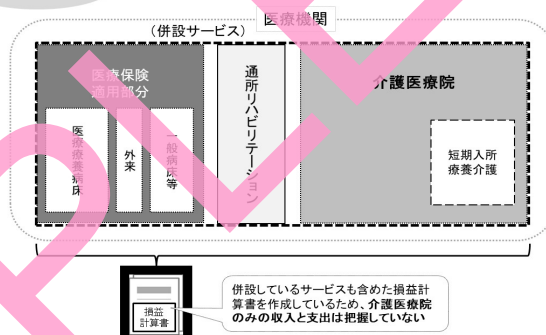 医療機関
（併設サービス）
医療保険
適用部分
医療療養病床
外来
一般病床等
通所リハビリテーション
介護医療院
短期入所
療養介護
損益
計算書
併設しているサービスも含めた損益計
算書を作成しているため、介護医療院
のみの収入と支出は把握していない